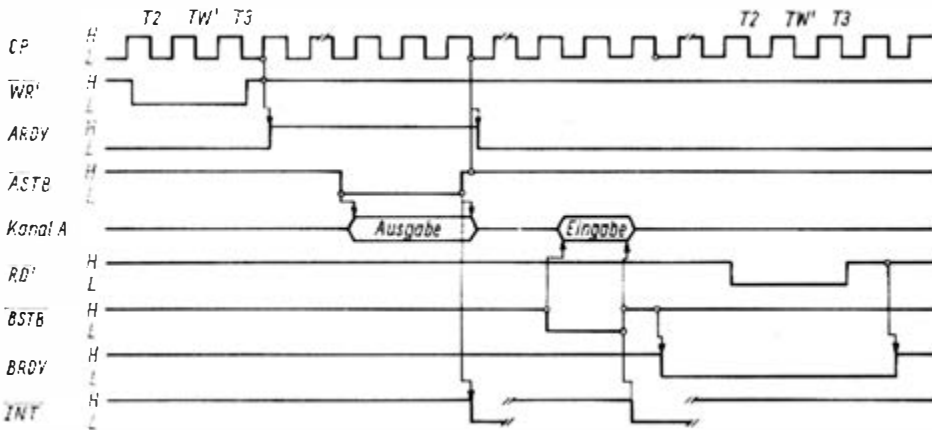 T2 TW' T3 T2 TW' T3
CP H L
WR' H L
ARDY H L
ASTB H L
Kanal A Ausgabe Eingabe
RD' H L
BSTB H L
BRDY H L
INT H L